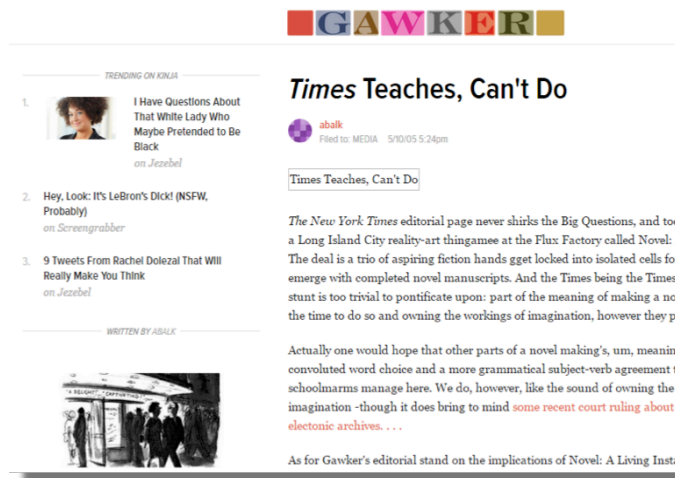 GAWKER
TRENDING ON KINJA
1.
I Have Questions About
That White Lady Who
Maybe Pretended to Be
Black
on Jezebel
2.
Hey, Look: It's LeBron's Dick! (NSFW,
Probably)
on Screengrabber
3.
9 Tweets From Rachel Dolezal That Will
Really Make You Think
on Jezebel
WRITTEN BY ABALK
A DELIGHT
CAPTIVATING
Times Teaches, Can't Do
abalk
Filed to: MEDIA 5/10/05 5:24pm
Times Teaches, Can't Do
The New York Times editorial page never shirks the Big Questions, and
a Long Island City reality-art thingamee at the Flux Factory called Novel:
The deal is a trio of aspiring fiction hands gget locked into isolated cells
emerge with completed novel manuscripts. And the Times being the Times
stunt is too trivial to pontificate upon: part of the meaning of making a
the time to do so and owning the workings of imagination, however they
Actually one would hope that other parts of a novel making's, um,
convoluted word choice and a more grammatical subject-verb agreement
schoolmarms manage here. We do, however, like the sound of owning the
imagination -though it does bring to mind some recent court ruling about
electonic archives. . . .
As for Gawker's editorial stand on the implications of Novel: A Living